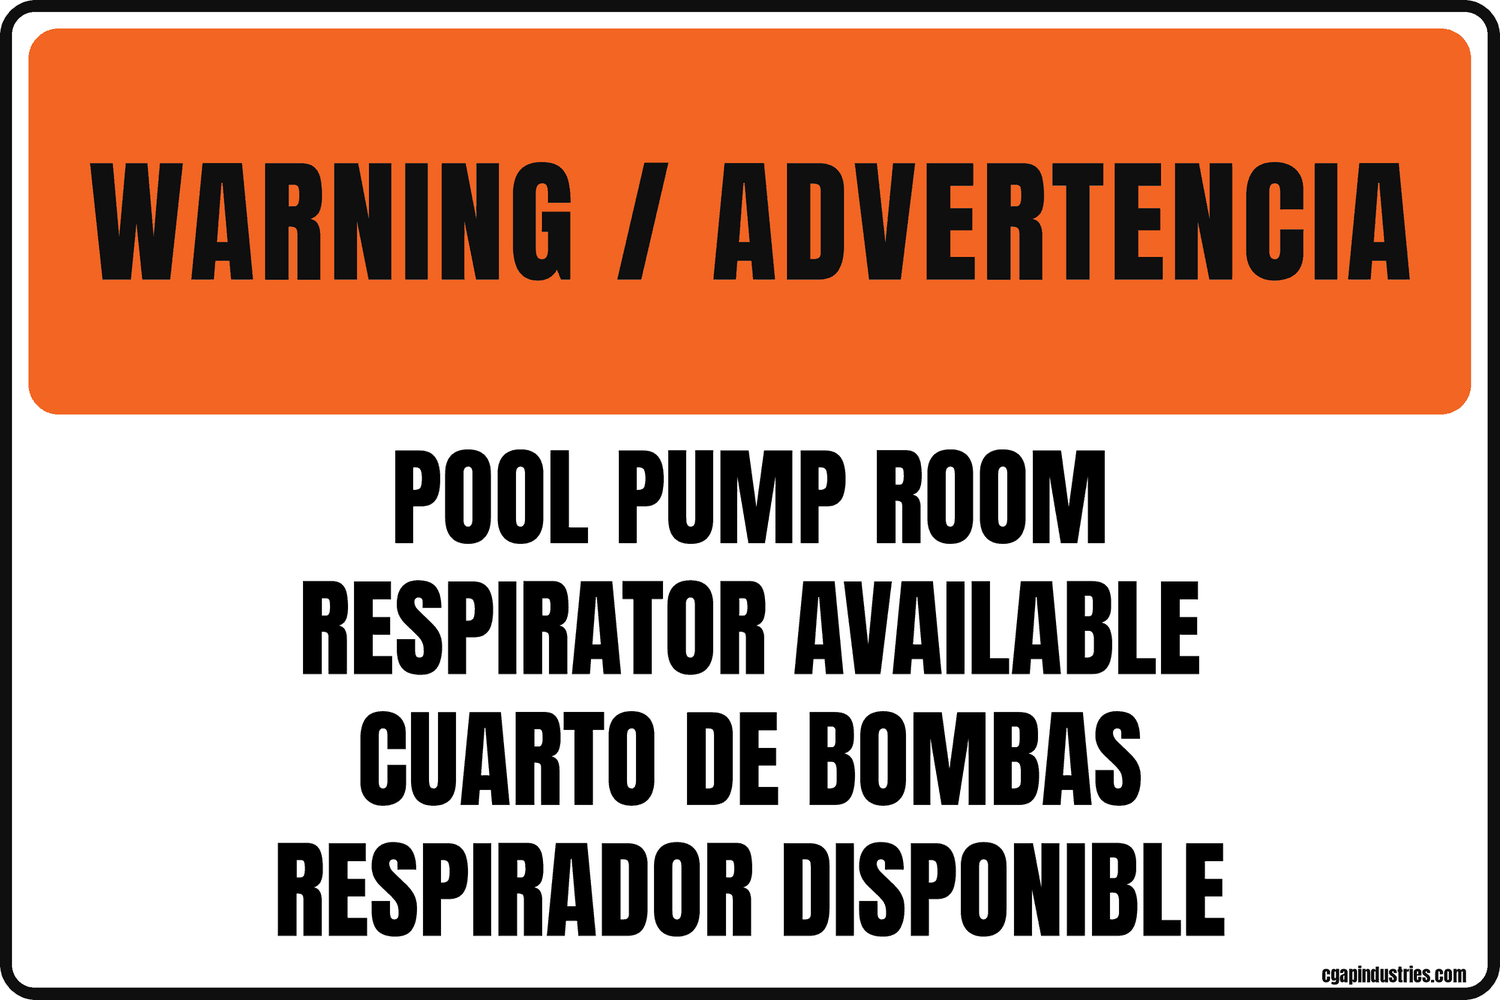 WARNING / ADVERTENCIA
POOL PUMP ROOM
RESPIRATOR AVAILABLE
CUARTO DE BOMBAS
RESPIRADOR DISPONIBLE
cgapindustries.com